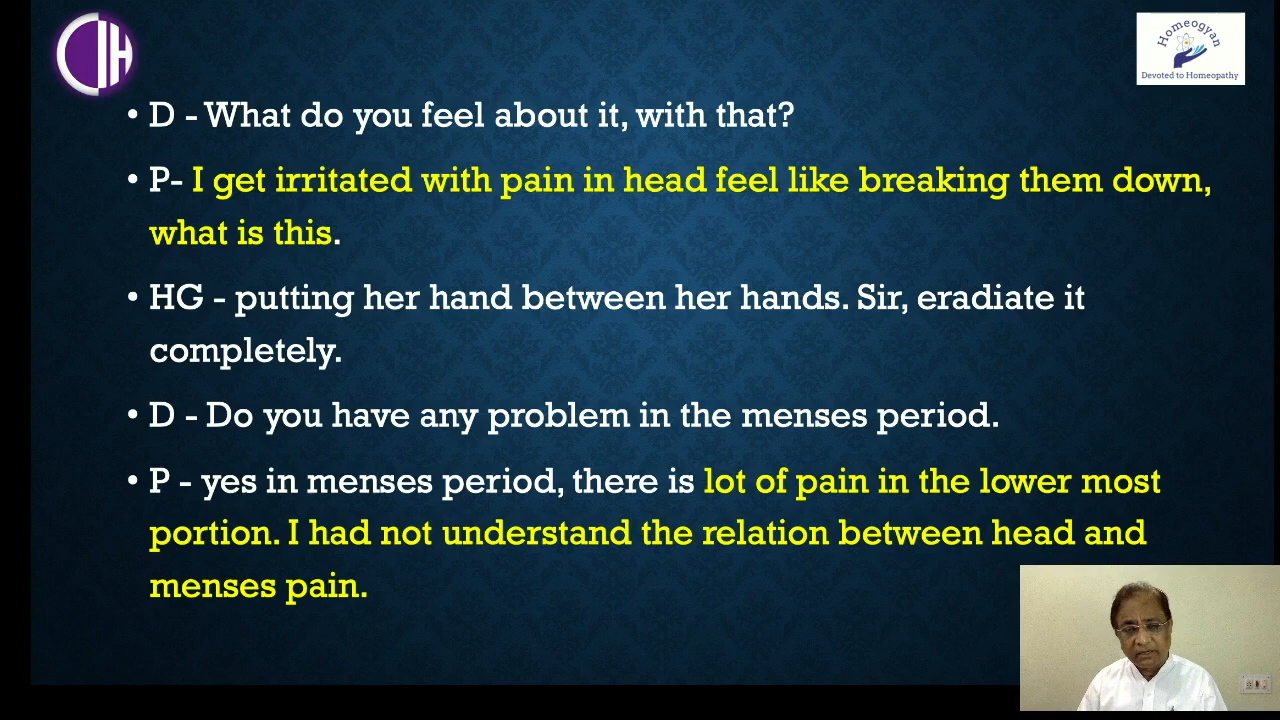 Homeogyan
Devoted to Homeopathy
• D - What do you feel about it, with that?
• P- I get irritated with pain in head feel like breaking them down,
what is this.
• HG - putting her hand between her hands. Sir, eradiate it
completely.
• D - Do you have any problem in the menses period.
• P - yes in menses period, there is lot of pain in the lower most
portion. I had not understand the relation between head and
menses pain.